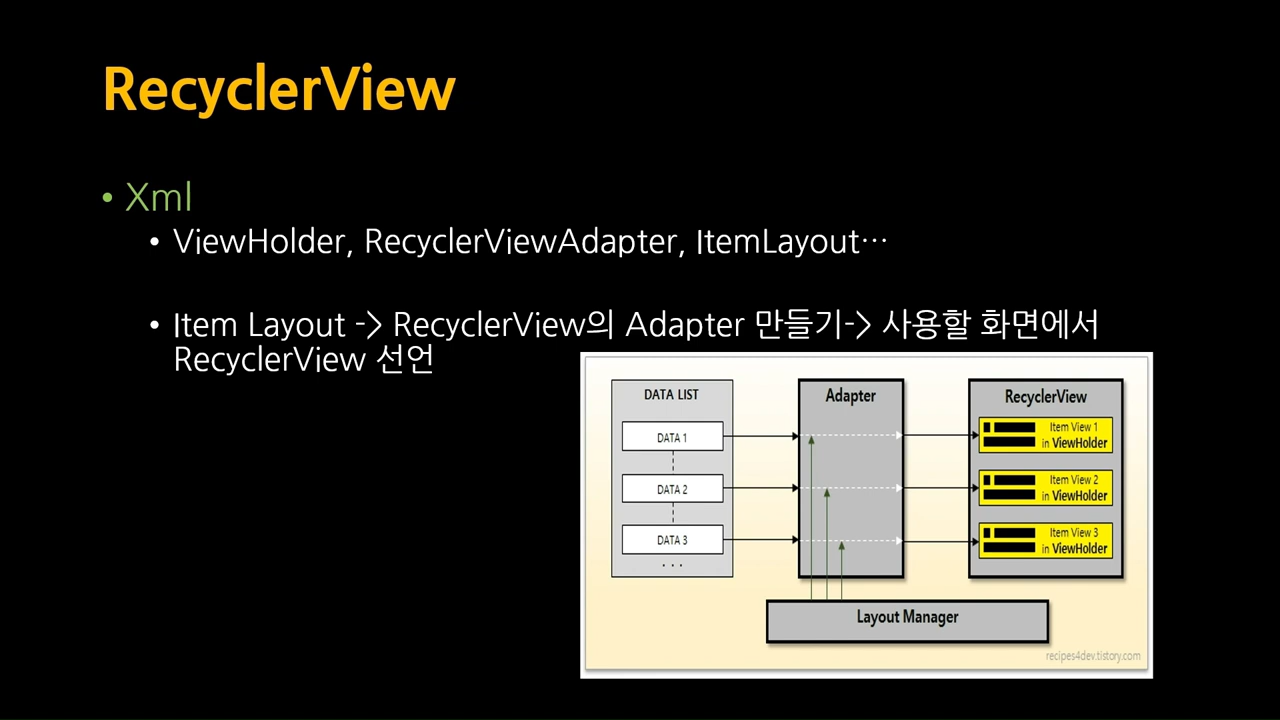 RecyclerView
• Xml
• ViewHolder, RecyclerViewAdapter, ItemLayout…
• Item Layout -> RecyclerView의 Adapter 만들기-> 사용할 화면에서
RecyclerView 선언
DATA LIST
DATA 1
DATA 2
DATA 3
...
Adapter
RecyclerView
Item View 1
in ViewHolder
Item View 2
in ViewHolder
Item View 3
in ViewHolder
Layout Manager
recipes4dev.tistory.com